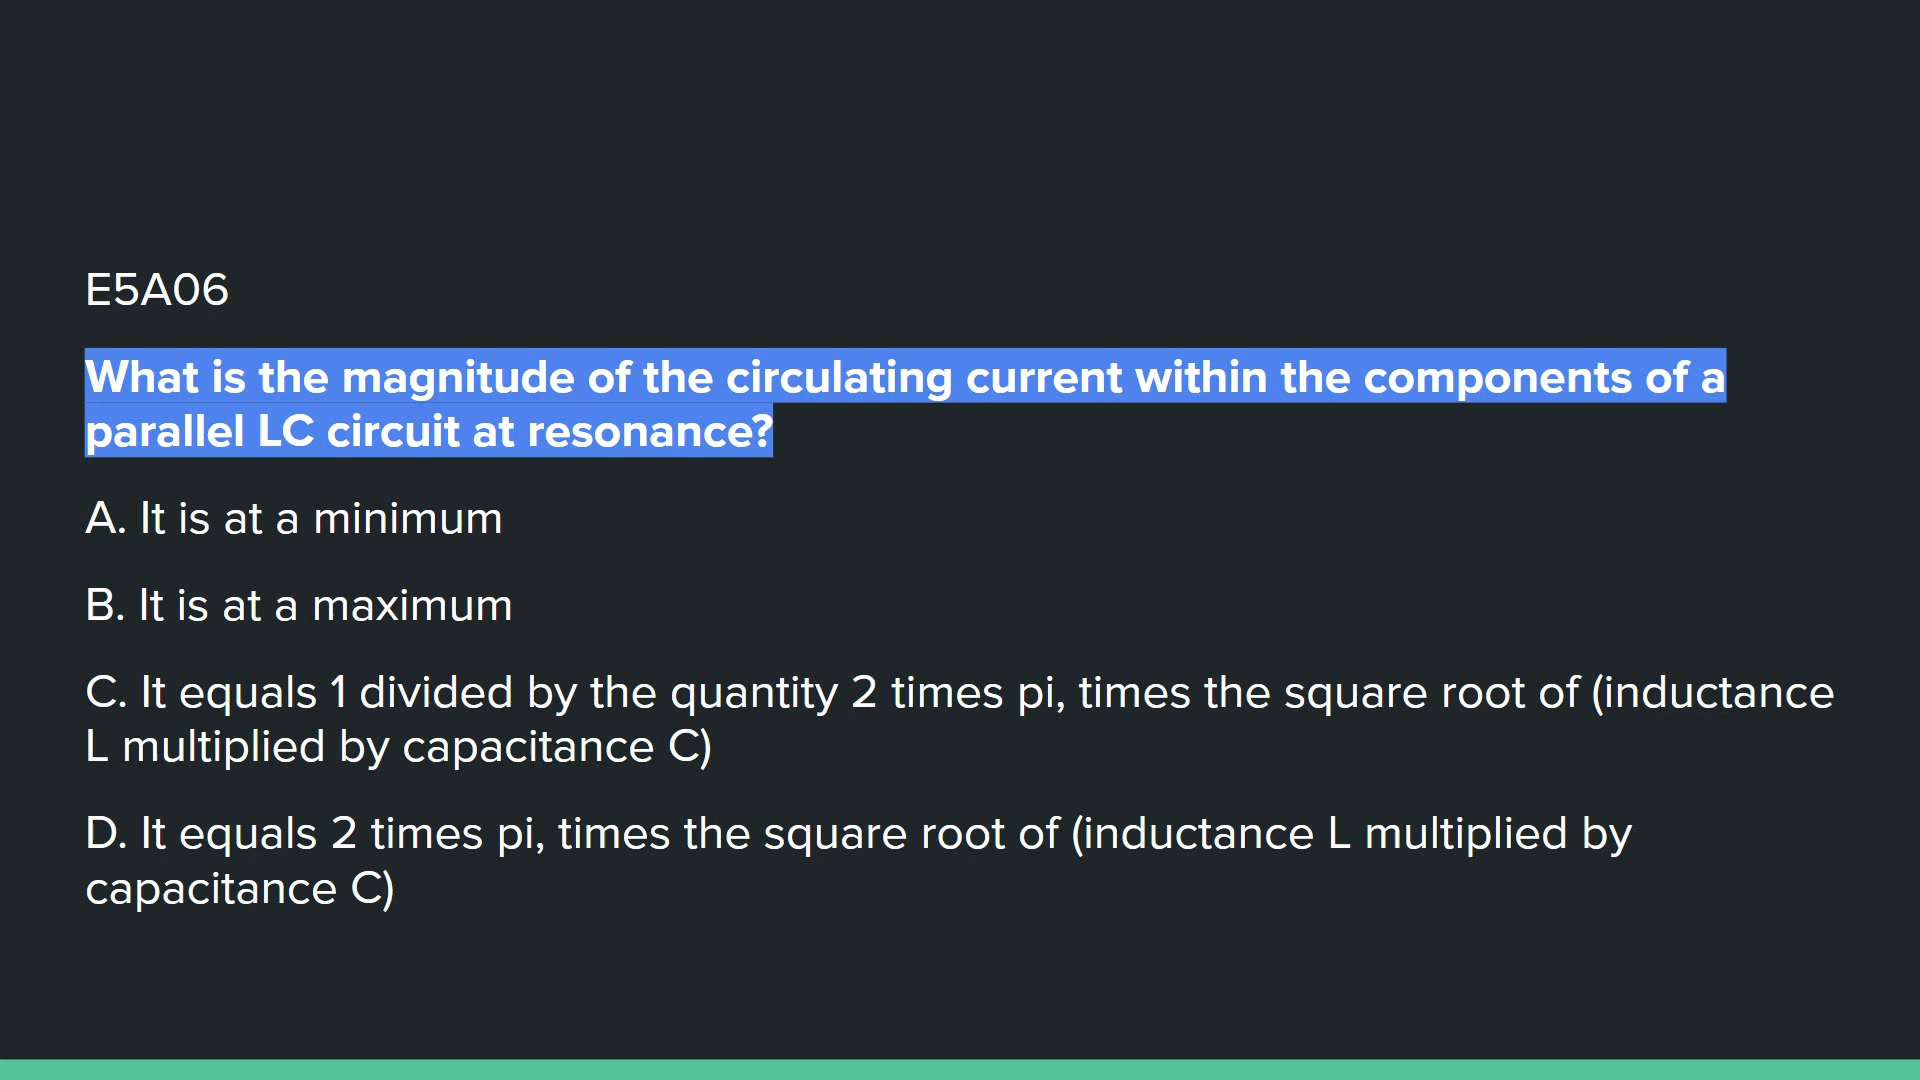 E5A06
What is the magnitude of the circulating current within the components of a
parallel LC circuit at resonance?
A. It is at a minimum
B. It is at a maximum
C. It equals 1 divided by the quantity 2 times pi, times the square root of (inductance
L multiplied by capacitance C)
D. It equals 2 times pi, times the square root of (inductance L multiplied by
capacitance C)